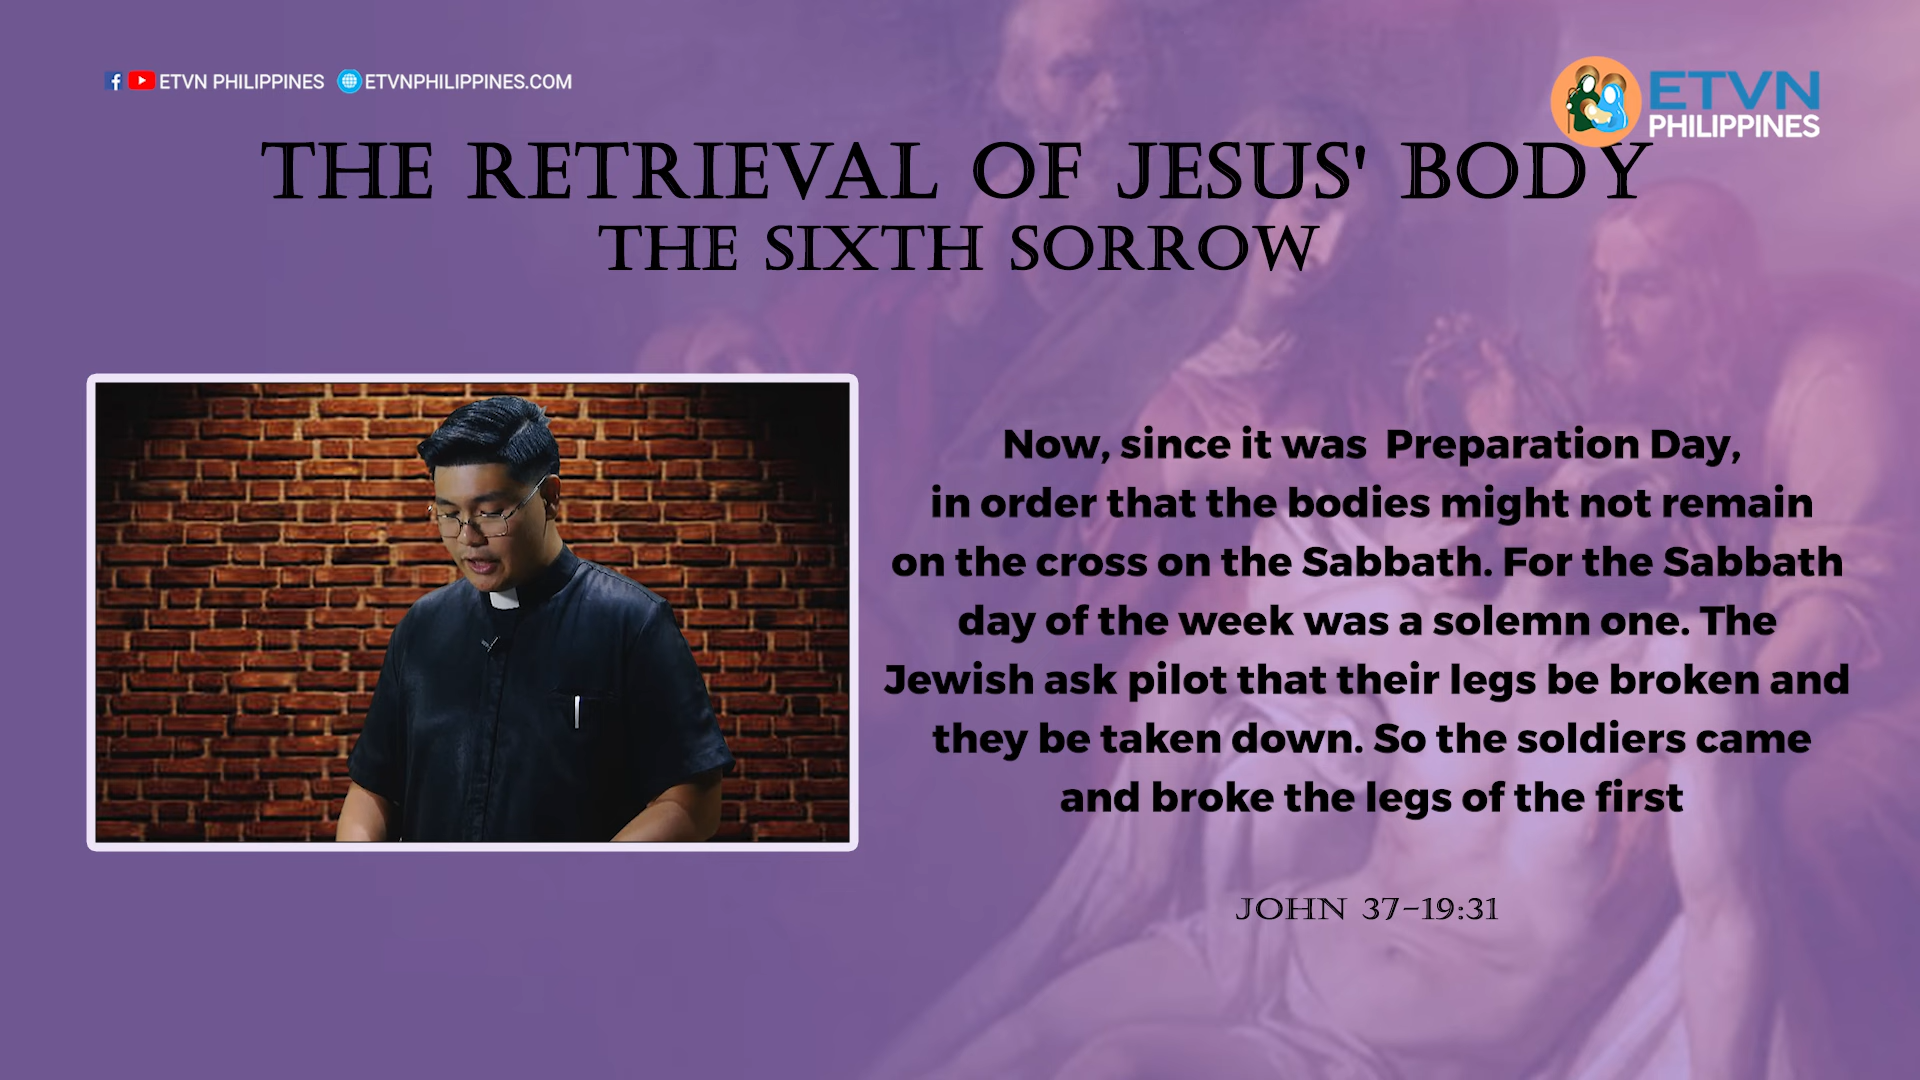 ETVN PHILIPPINES ETVNPHILIPPINES.COM
ETVN
PHILIPPINES
THE RETRIEVAL OF JESUS' BODY
THE SIXTH SORROW
Now, since it was Preparation Day,
in order that the bodies might not remain
on the cross on the Sabbath. For the Sabbath
day of the week was a solemn one. The
Jewish ask pilot that their legs be broken and
they be taken down. So the soldiers came
and broke the legs of the first
JOHN 37-19:31